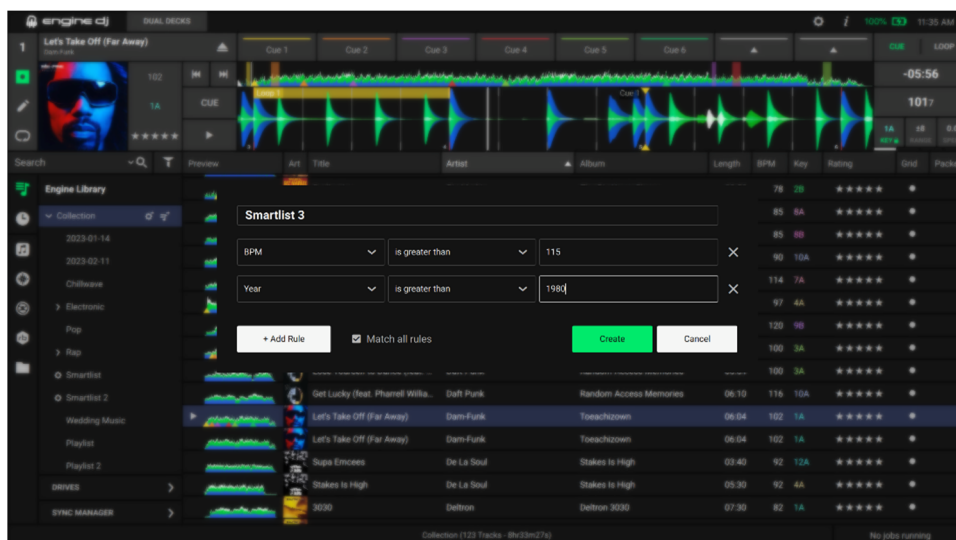 engine dj
DUAL DECKS
100%
11:35 AM
1
Let's Take Off (Far Away)
Dam-Funk
Cue 1
Cue 2
Cue 3
Cue 4
Cue 5
Cue 6
CUE
LOOP
102
1A
CUE
Loop 1
Cue 1
-05:56
1017
1A
KEY
±8
RANGE
Search
Preview
Art
Title
Artist
Album
Length
BPM
Key
Rating
Grid
Packe
Engine Library
Collection
2023-01-14
2023-02-11
Chillwave
Electronic
Pop
Rap
Smartlist
Smartlist 2
Wedding Music
Playlist
Playlist 2
DRIVES
SYNC MANAGER
78 2B
85 8A
85 8B
90 10A
114 7A
97 4A
120 9B
100 3A
100 3A
Smartlist 3
BPM is greater than 115
Year is greater than 1980
+ Add Rule
Match all rules
Create
Cancel
Get Lucky (feat. Pharrell Willia... Daft Punk Random Access Memories 06:10 116 10A
Let's Take Off (Far Away) Dam-Funk Toeachizown 06:04 102 1A
Let's Take Off (Far Away) Dam-Funk Toeachizown 06:04 102 1A
Supa Emcees De La Soul Stakes Is High 03:40 92 12A
Stakes Is High De La Soul Stakes Is High 05:30 92 4A
3030 Deltron Deltron 3030 07:30 82 1A
Collection (123 Tracks - 8hr33m27s)
No jobs running